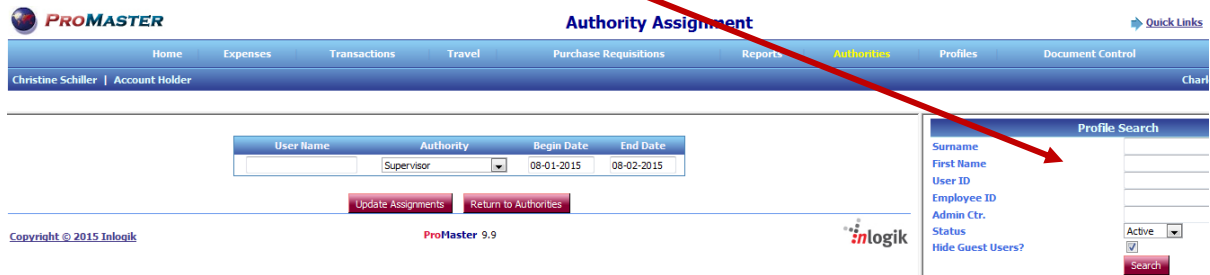 PROMASTER Authority Assignment Quick Links
Home Expenses Transactions Travel Purchase Requisitions Reports Authorities Profiles Document Control
Christine Schiller | Account Holder Charl
User Name Authority Begin Date End Date
Supervisor 08-01-2015 08-02-2015
Update Assignments Return to Authorities
Copyright © 2015 Inlogik ProMaster 9.9 inlogik
Profile Search
Surname
First Name
User ID
Employee ID
Admin Ctr.
Status Active
Hide Guest Users?
Search